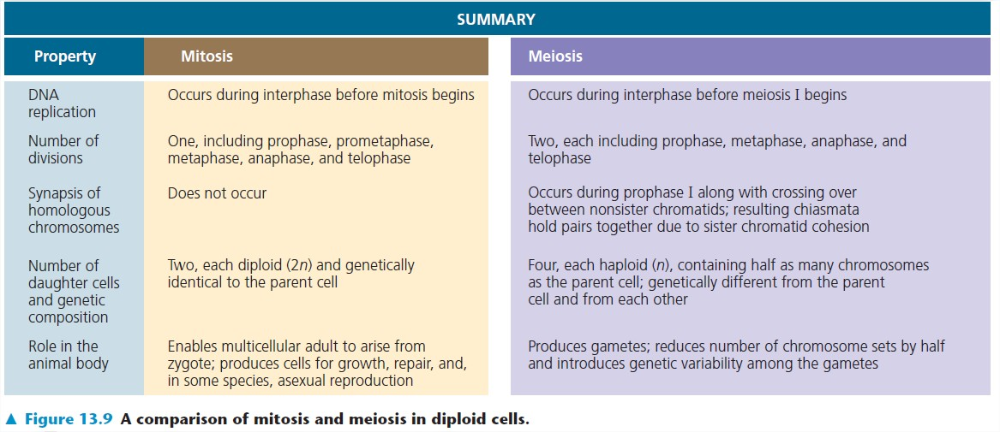 SUMMARY
Property
Mitosis
Meiosis
DNA
replication
Occurs during interphase before mitosis begins
Occurs during interphase before meiosis I begins
Number of
divisions
One, including prophase, prometaphase,
metaphase, anaphase, and telophase
Two, each including prophase, metaphase, anaphase, and
telophase
Synapsis of
homologous
chromosomes
Does not occur
Occurs during prophase I along with crossing over
between nonsister chromatids; resulting chiasmata
hold pairs together due to sister chromatid cohesion
Number of
daughter cells
and genetic
composition
Two, each diploid (2n) and genetically
identical to the parent cell
Four, each haploid (n), containing half as many chromosomes
as the parent cell; genetically different from the parent
cell and from each other
Role in the
animal body
Enables multicellular adult to arise from
zygote; produces cells for growth, repair, and,
in some species, asexual reproduction
Produces gametes; reduces number of chromosome sets by half
and introduces genetic variability among the gametes
▲ Figure 13.9 A comparison of mitosis and meiosis in diploid cells.